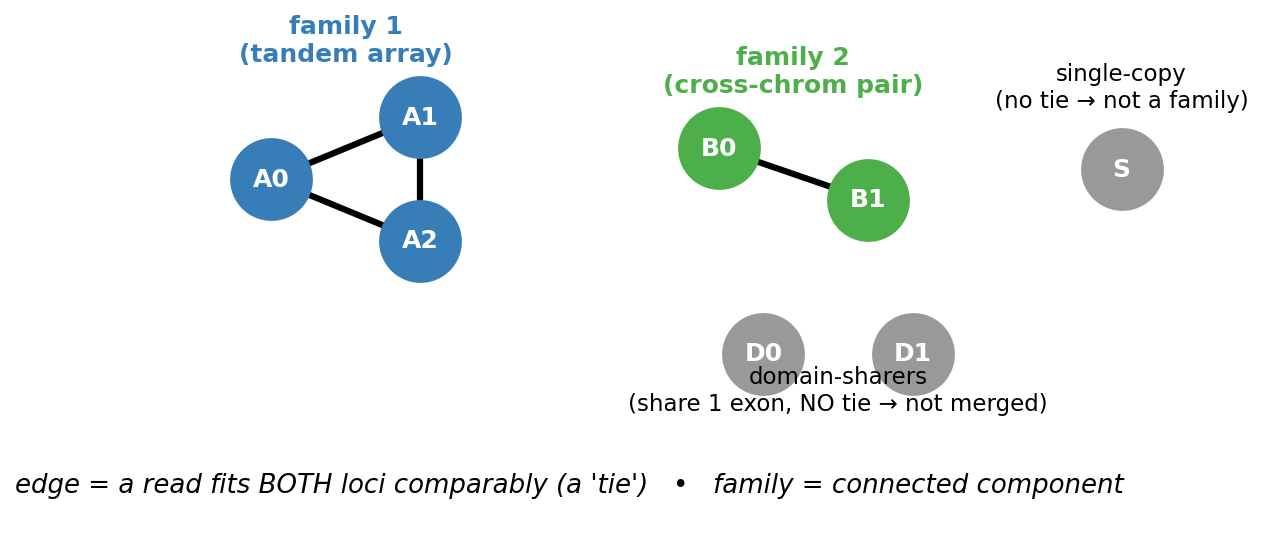 family 1
(tandem array)
family 2
(cross-chrom pair)
single-copy
(no tie → not a family)
A1
B0
S
A0
B1
A2
D0
D1
domain-sharers
(share 1 exon, NO tie → not merged)
edge = a read fits BOTH loci comparably (a 'tie')   •   family = connected component